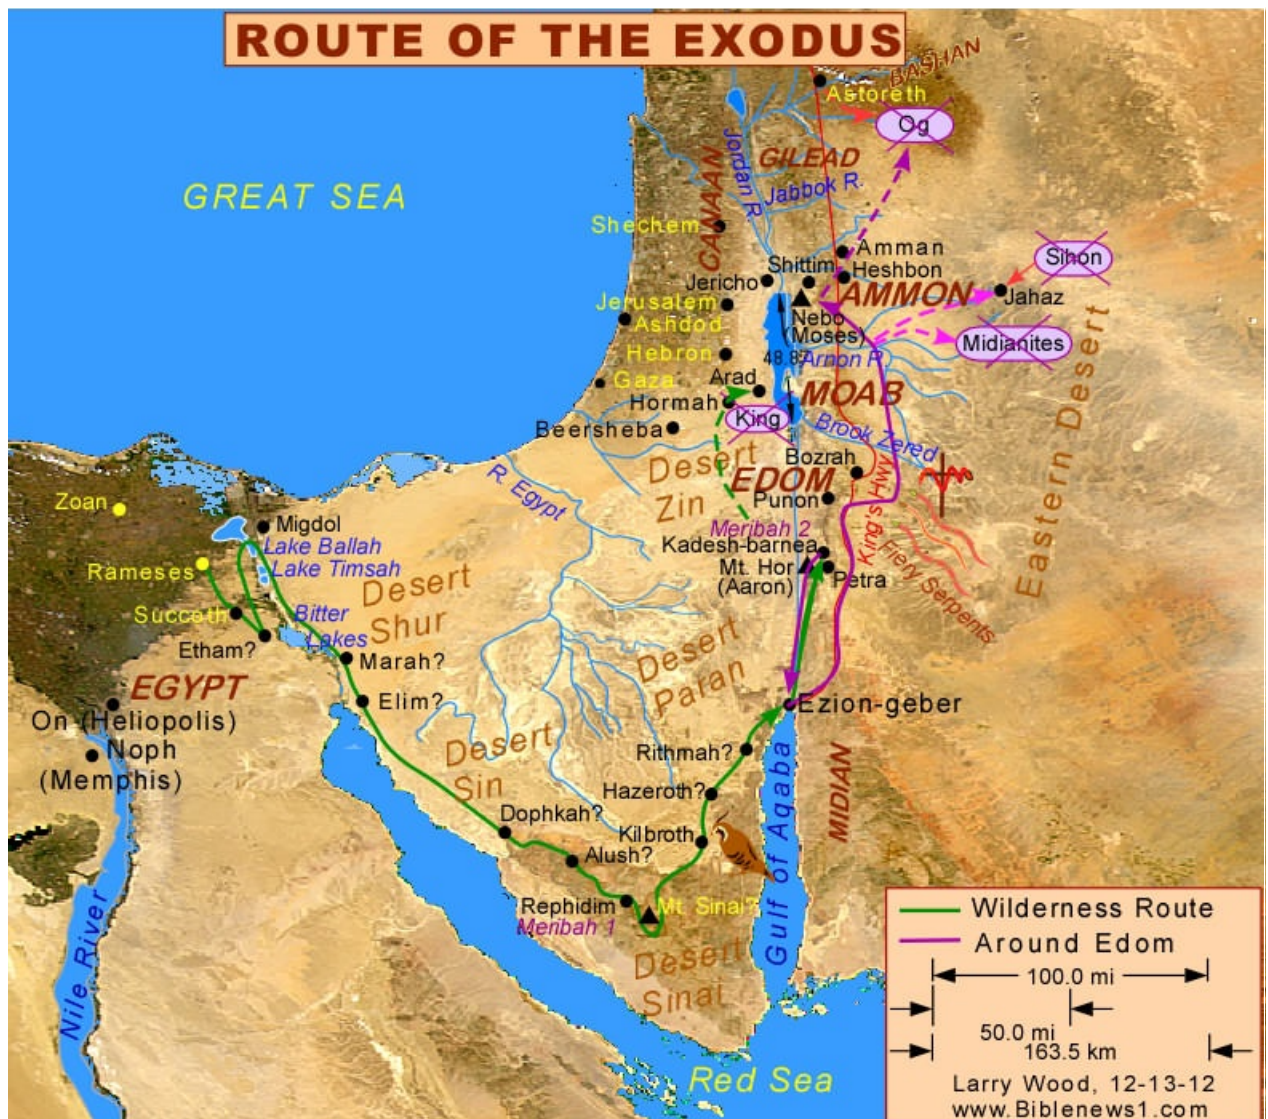 ROUTE OF THE EXODUS
BASHAN
Astoreth
Og
GREAT SEA
Jordan R.
CANAAN
GILEAD
Jabbok R.
Shechem
Amman
Sihon
Shittim
Heshbon
Jericho
AMMON
Jahaz
Jerusalem
Nebo
(Moses)
Ashdod
Midianites
Hebron
48.87
Arnon R.
Gaza
Arad
MOAB
Hormah
King
Beersheba
Brook Zered
Eastern Desert
Bozrah
Desert
Zin
EDOM
R. Egypt
Punon
King's Hwy
Zoan
Migdol
Meribah 2
Lake Ballah
Kadesh-barnea
Fiery Serpents
Rameses
Lake Timsah
Mt. Hor
(Aaron)
Petra
Desert
Shur
Succoth
Bitter
Lakes
Etham?
Marah?
Desert
Paran
EGYPT
Elim?
Ezion-geber
On (Heliopolis)
Noph
(Memphis)
Desert
Sin
Rithmah?
MIDIAN
Hazeroth?
Dophkah?
Kilbroth
Alush?
Gulf of Aqaba
Rephidim
Mt. Sinai?
Meribah 1
Desert
Sinai
Nile River
Red Sea
Wilderness Route
Around Edom
100.0 mi
50.0 mi
163.5 km
Larry Wood, 12-13-12
www.Biblenews1.com